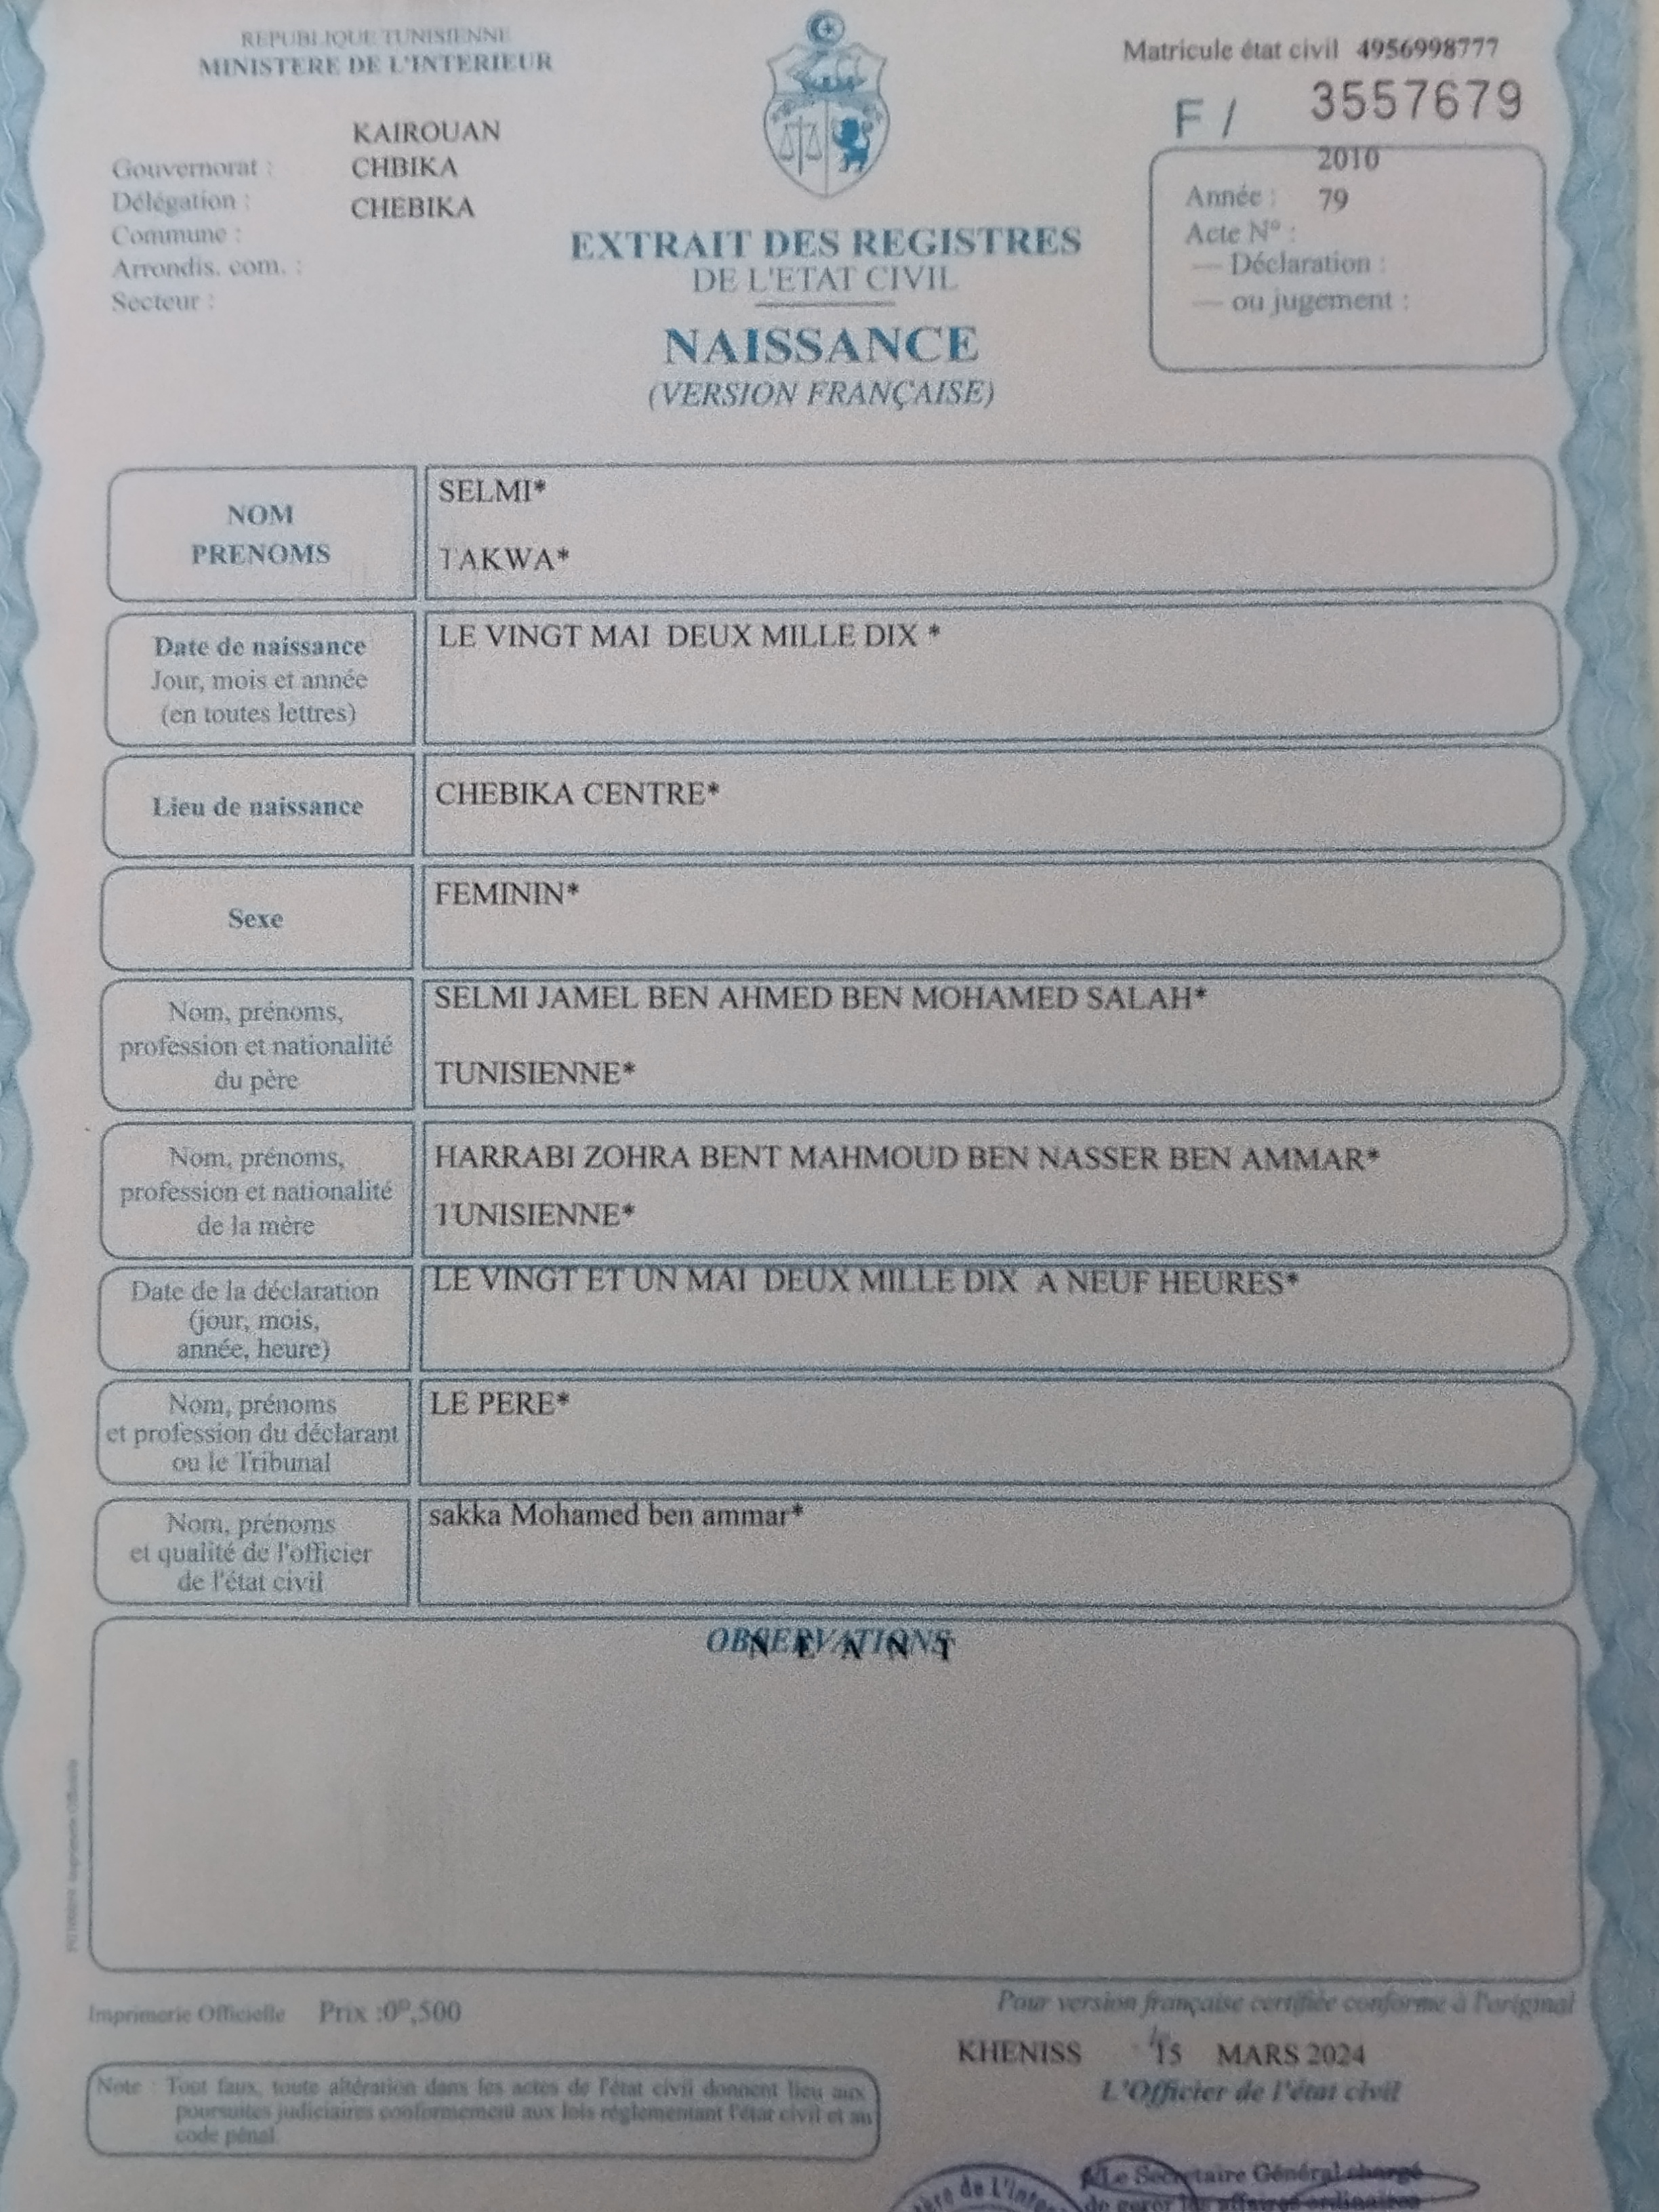 REPUBLIQUE TUNISIENNE
MINISTERE DE L'INTERIEUR
Matricule état civil 4956998777
F / 3557679
KAIROUAN
Gouvernorat : CHBIKA
Délégation : CHEBIKA
Commune :
Arrondis. com. :
Secteur :
2010
Année : 79
Acte N° :
— Déclaration :
— ou jugement :
EXTRAIT DES REGISTRES
DE L'ETAT CIVIL
NAISSANCE
(VERSION FRANÇAISE)
NOM
PRENOMS
SELMI*
TAKWA*
Date de naissance
Jour, mois et année
(en toutes lettres)
LE VINGT MAI DEUX MILLE DIX *
Lieu de naissance
CHEBIKA CENTRE*
Sexe
FEMININ*
Nom, prénoms,
profession et nationalité
du père
SELMI JAMEL BEN AHMED BEN MOHAMED SALAH*
TUNISIENNE*
Nom, prénoms,
profession et nationalité
de la mère
HARRABI ZOHRA BENT MAHMOUD BEN NASSER BEN AMMAR*
TUNISIENNE*
Date de la déclaration
(jour, mois,
année, heure)
LE VINGT ET UN MAI DEUX MILLE DIX A NEUF HEURES*
Nom, prénoms
et profession du déclarant
ou le Tribunal
LE PERE*
Nom, prénoms
et qualité de l'officier
de l'état civil
sakka Mohamed ben ammar*
OBSERVATIONS
N E A N T
Imprimerie Officielle Prix :0D,500
Pour version française certifiée conforme à l'original
KHENISS le 15 MARS 2024
L'Officier de l'état civil
Note : Tout faux, toute altération dans les actes de l'état civil donnent lieu aux
poursuites judiciaires conformement aux lois réglementant l'état civil et au
code pénal
Le Secretaire Général chargé
de gerer les affaires ordinaires
de l'Inte